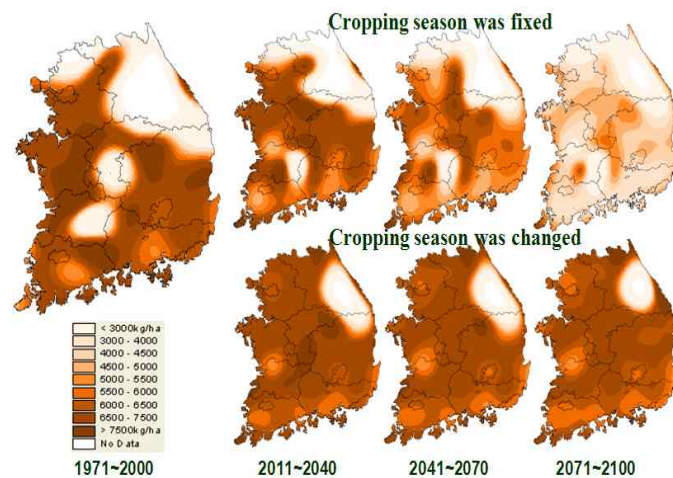 Cropping season was fixed
Cropping season was changed
< 3000kg/ha
3000 - 4000
4000 - 4500
4500 - 5000
5000 - 5500
5500 - 6000
6000 - 6500
6500 - 7500
> 7500kg/ha
No Data
1971~2000
2011~2040
2041~2070
2071~2100